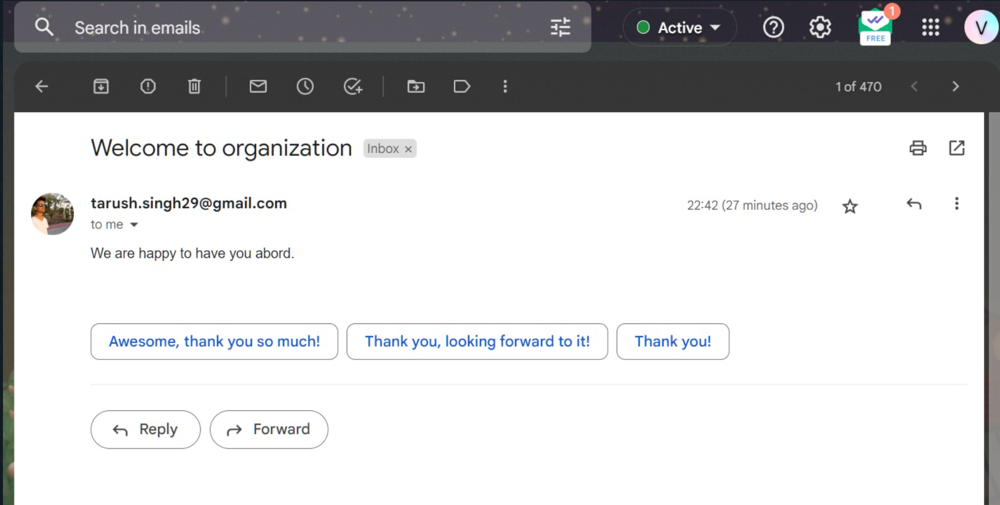 Search in emails
Active
1
FREE
V
1 of 470
Welcome to organization
Inbox ×
tarush.singh29@gmail.com
22:42 (27 minutes ago)
to me
We are happy to have you abord.
Awesome, thank you so much!
Thank you, looking forward to it!
Thank you!
Reply
Forward